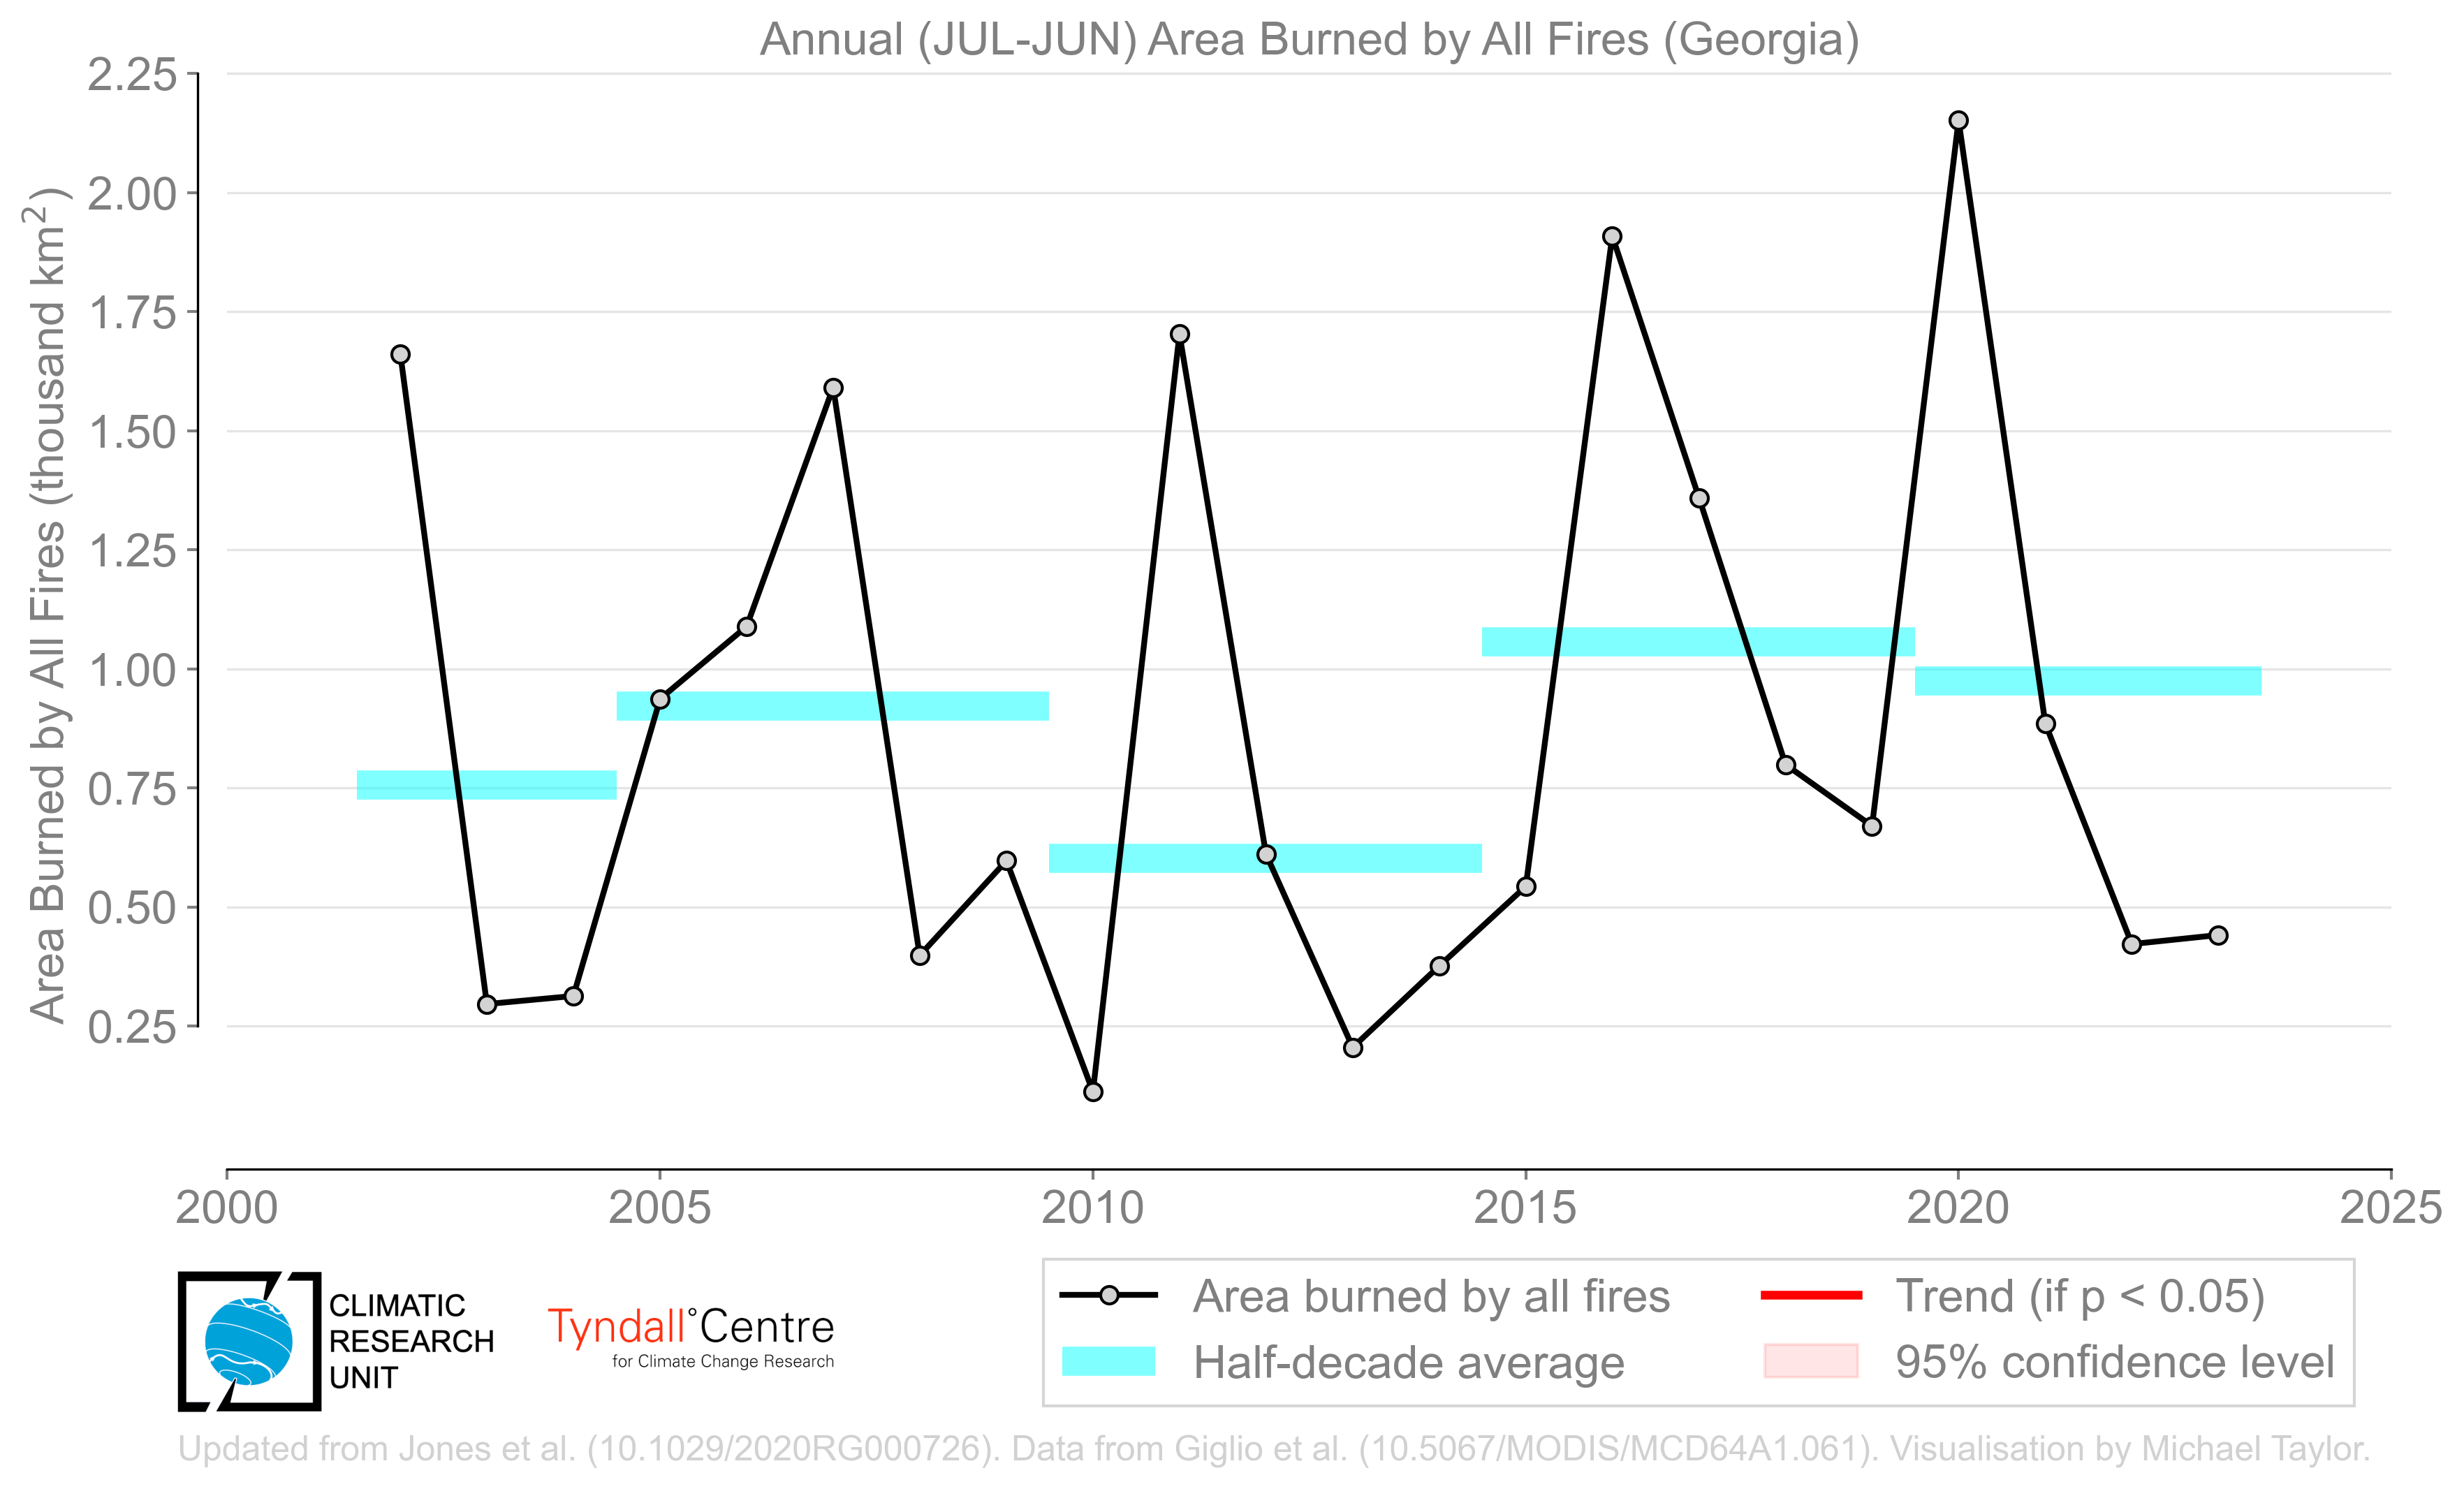 Annual (JUL-JUN) Area Burned by All Fires (Georgia)
Area Burned by All Fires (thousand km²)
2.25
2.00
1.75
1.50
1.25
1.00
0.75
0.50
0.25
2000 2005 2010 2015 2020 2025
CLIMATIC
RESEARCH
UNIT
Tyndall°Centre
for Climate Change Research
Area burned by all fires
Half-decade average
Trend (if p < 0.05)
95% confidence level
Updated from Jones et al. (10.1029/2020RG000726). Data from Giglio et al. (10.5067/MODIS/MCD64A1.061). Visualisation by Michael Taylor.